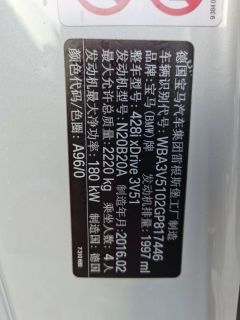 德国宝马汽车集团雷根斯堡工厂制造
车辆识别代号: WBA3V5102GP817446
品牌: 宝马(BMW)牌
整车型号: 428i xDrive 3V51
发动机排量: 1997 ml
发动机型号: N20B20A
制造年月: 2016.02
最大允许总质量: 2220 kg
乘坐人数: 4人
发动机最大净功率: 180 kW
制造国: 德国
颜色代码/色圈: A96/0